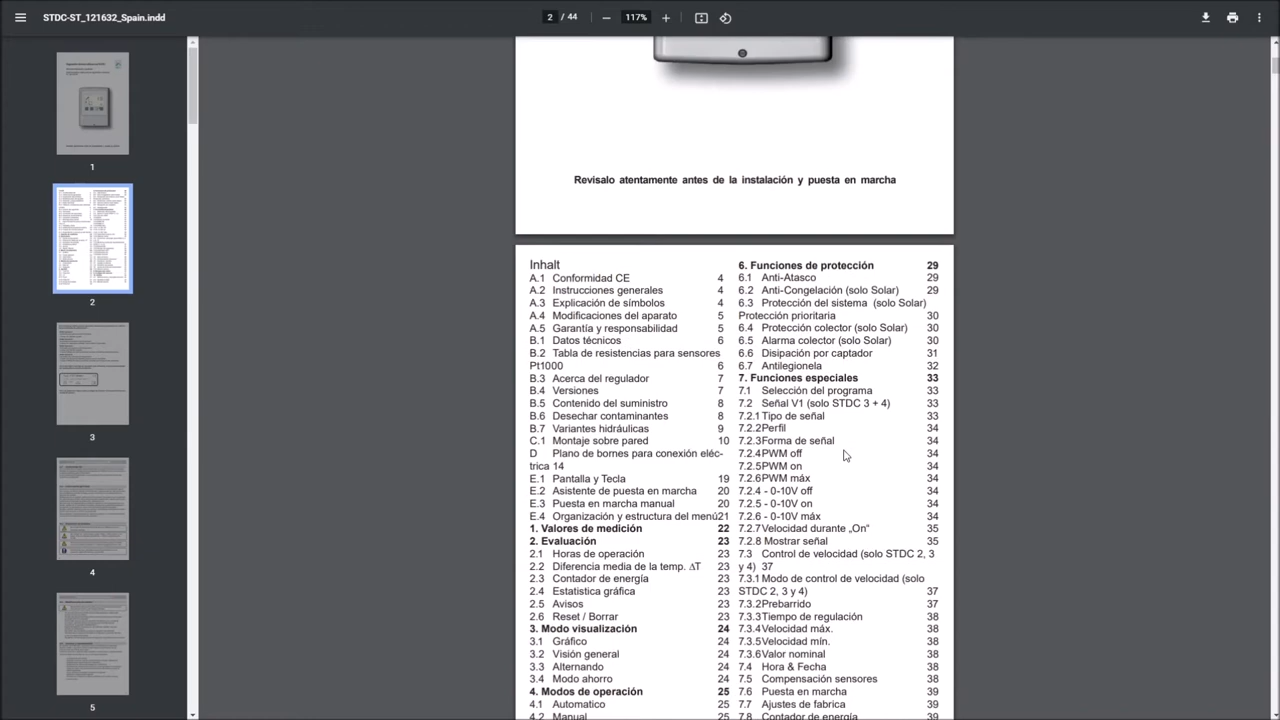 STDC-ST_121632_Spain.indd
2 / 44
117%
1
2
3
4
5
Revisalo atentamente antes de la instalación y puesta en marcha
Inhalt
A.1 Conformidad CE 4
A.2 Instrucciones generales 4
A.3 Explicación de símbolos 4
A.4 Modificaciones del aparato 5
A.5 Garantía y responsabilidad 5
B.1 Datos técnicos 6
B.2 Tabla de resistencias para sensores
Pt1000 6
B.3 Acerca del regulador 7
B.4 Versiones 7
B.5 Contenido del suministro 8
B.6 Desechar contaminantes 8
B.7 Variantes hidráulicas 9
C.1 Montaje sobre pared 10
D Plano de bornes para conexión eléc-
trica 14
E.1 Pantalla y Tecla 19
E.2 Asistente de puesta en marcha 20
E.3 Puesta en marcha manual 20
E.4 Organización y estructura del menú21
1. Valores de medición 22
2. Evaluación 23
2.1 Horas de operación 23
2.2 Diferencia media de la temp. ∆T 23
2.3 Contador de energía 23
2.4 Estatistica gráfica 23
2.5 Avisos 23
2.6 Reset / Borrar 23
3. Modo visualización 24
3.1 Gráfico 24
3.2 Visión general 24
3.3 Alternando 24
3.4 Modo ahorro 24
4. Modos de operación 25
4.1 Automatico 25
4.2 Manual 25
6. Funciones de protección 29
6.1 Anti-Atasco 29
6.2 Anti-Congelación (solo Solar) 29
6.3 Protección del sistema (solo Solar)
Protección prioritaria 30
6.4 Protección colector (solo Solar) 30
6.5 Alarma colector (solo Solar) 30
6.6 Disipación por captador 31
6.7 Antilegionela 32
7. Funciones especiales 33
7.1 Selección del programa 33
7.2 Señal V1 (solo STDC 3 + 4) 33
7.2.1 Tipo de señal 33
7.2.2Perfil 34
7.2.3Forma de señal 34
7.2.4PWM off 34
7.2.5PWM on 34
7.2.6PWM máx 34
7.2.4 - 0-10V off 34
7.2.5 - 0-10V on 34
7.2.6 - 0-10V máx 34
7.2.7 Velocidad durante „On“ 35
7.2.8 Mostrar señal 35
7.3 Control de velocidad (solo STDC 2, 3
y 4) 37
7.3.1 Modo de control de velocidad (solo
STDC 2, 3 y 4) 37
7.3.2Prebarrido 37
7.3.3Tiempo de regulación 38
7.3.4Velocidad máx. 38
7.3.5Velocidad mín. 38
7.3.6Valor nominal 38
7.4 Hora & Fecha 38
7.5 Compensación sensores 38
7.6 Puesta en marcha 39
7.7 Ajustes de fabrica 39
7.8 Contador de energía 39